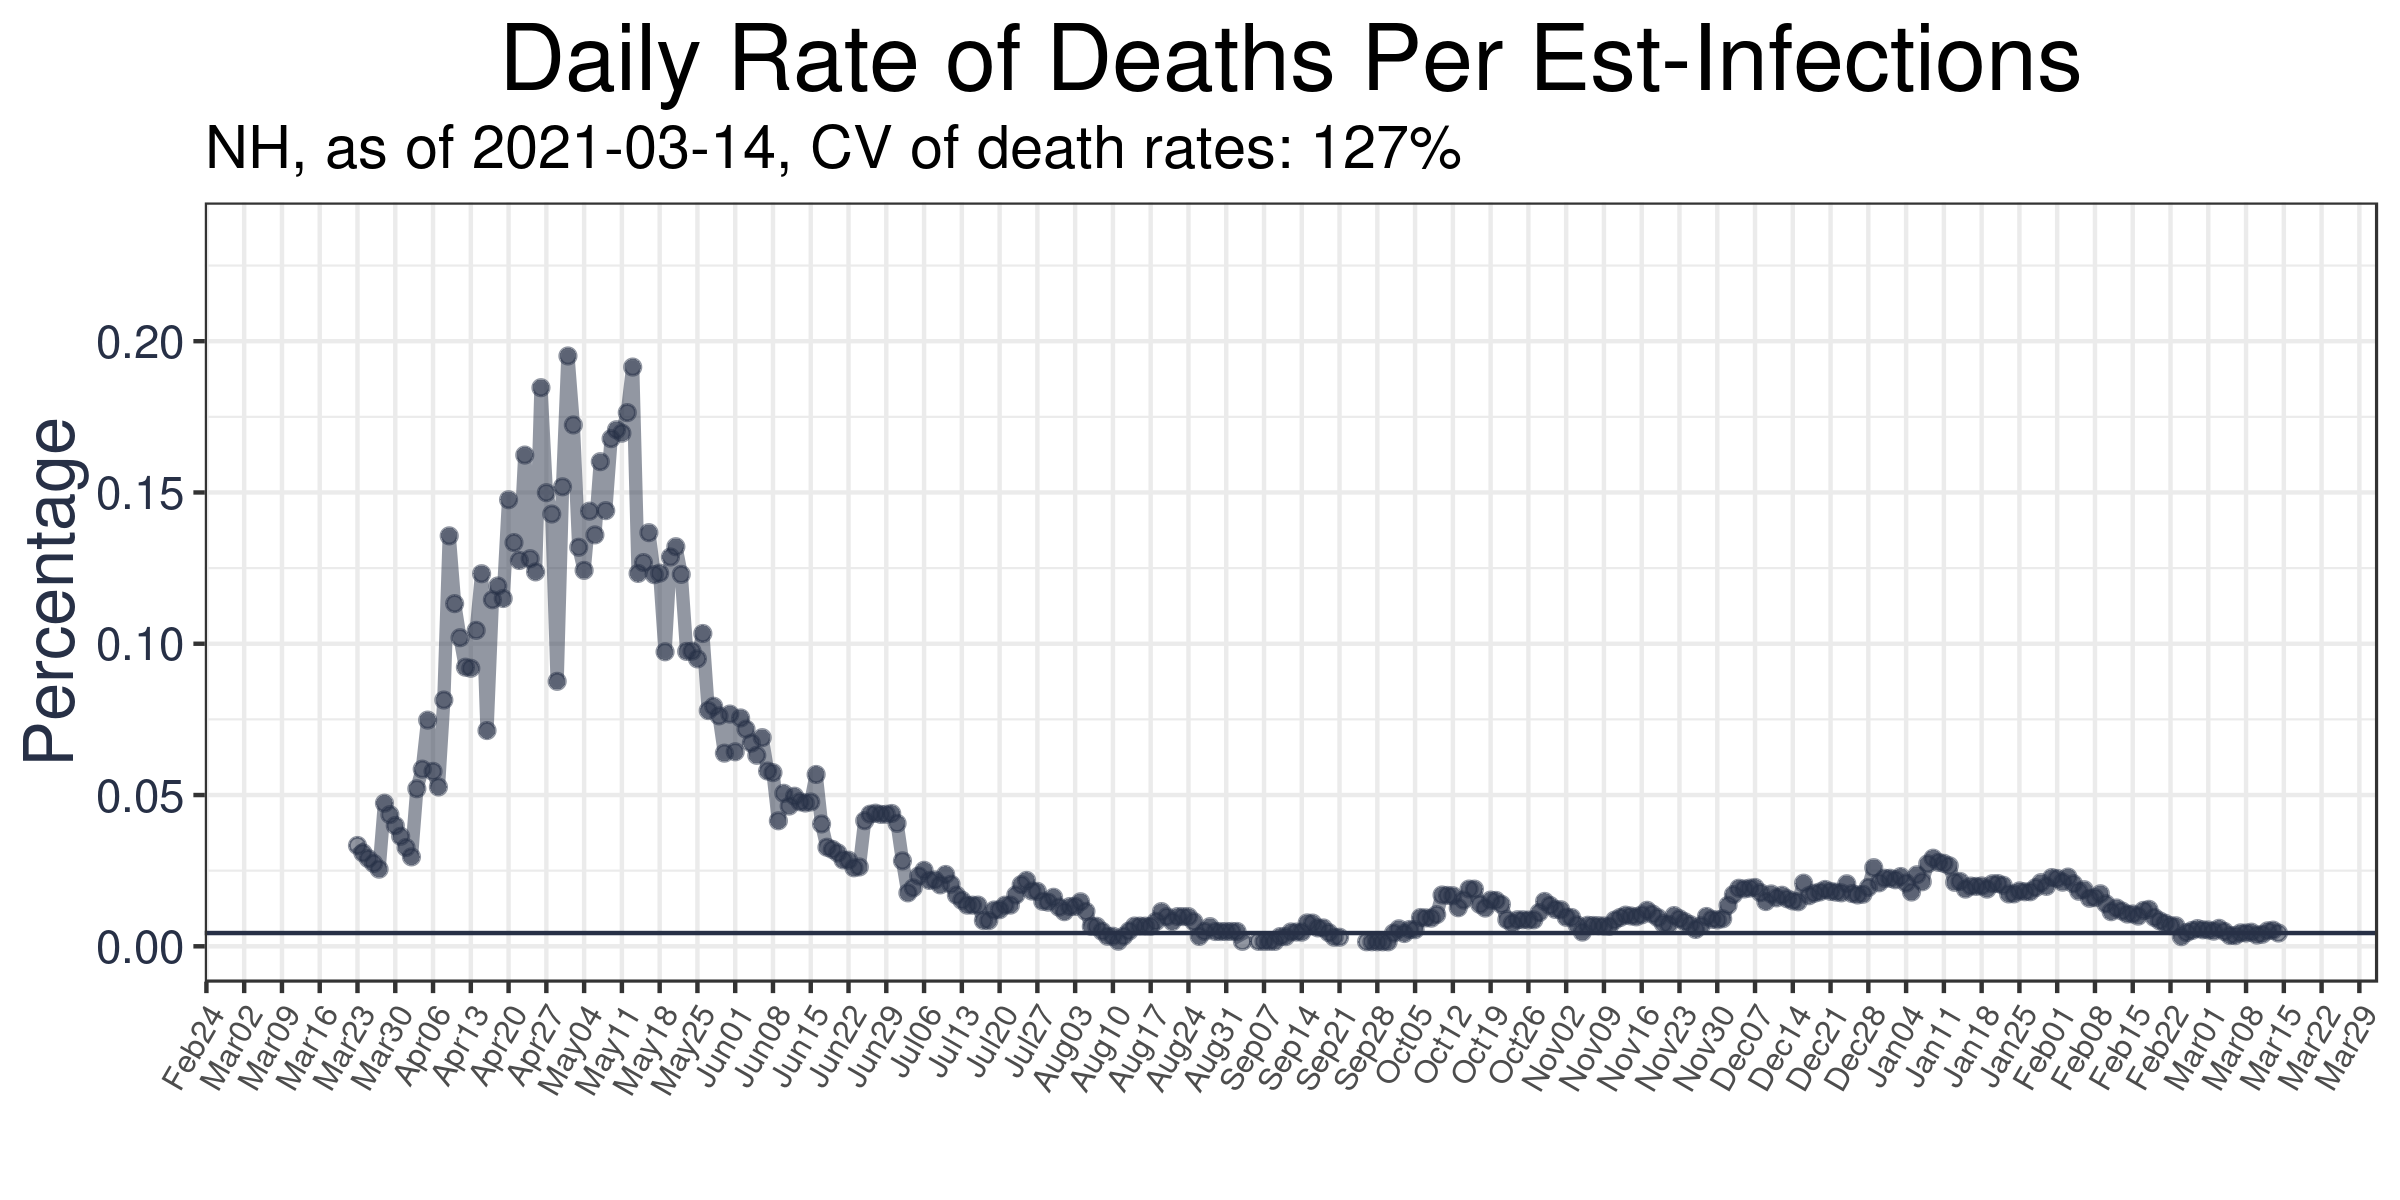 Daily Rate of Deaths Per Est-Infections
NH, as of 2021-03-14, CV of death rates: 127%
Percentage
0.20
0.15
0.10
0.05
0.00
Feb24 Mar02 Mar09 Mar16 Mar23 Mar30 Apr06 Apr13 Apr20 Apr27 May04 May11 May18 May25 Jun01 Jun08 Jun15 Jun22 Jun29 Jul06 Jul13 Jul20 Jul27 Aug03 Aug10 Aug17 Aug24 Aug31 Sep07 Sep14 Sep21 Sep28 Oct05 Oct12 Oct19 Oct26 Nov02 Nov09 Nov16 Nov23 Nov30 Dec07 Dec14 Dec21 Dec28 Jan04 Jan11 Jan18 Jan25 Feb01 Feb08 Feb15 Feb22 Mar01 Mar08 Mar15 Mar22 Mar29